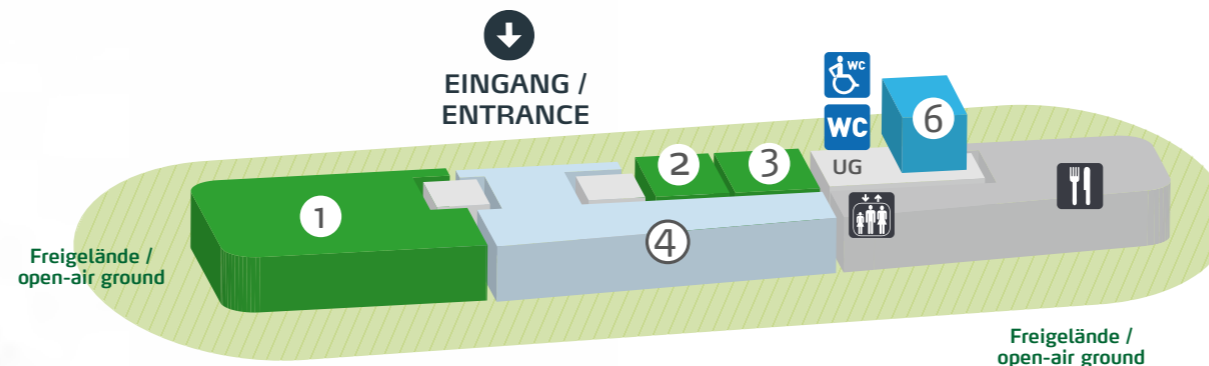 EINGANG /
ENTRANCE
WC
WC
6
2
3
UG
1
4
Freigelände /
open-air ground
Freigelände /
open-air ground